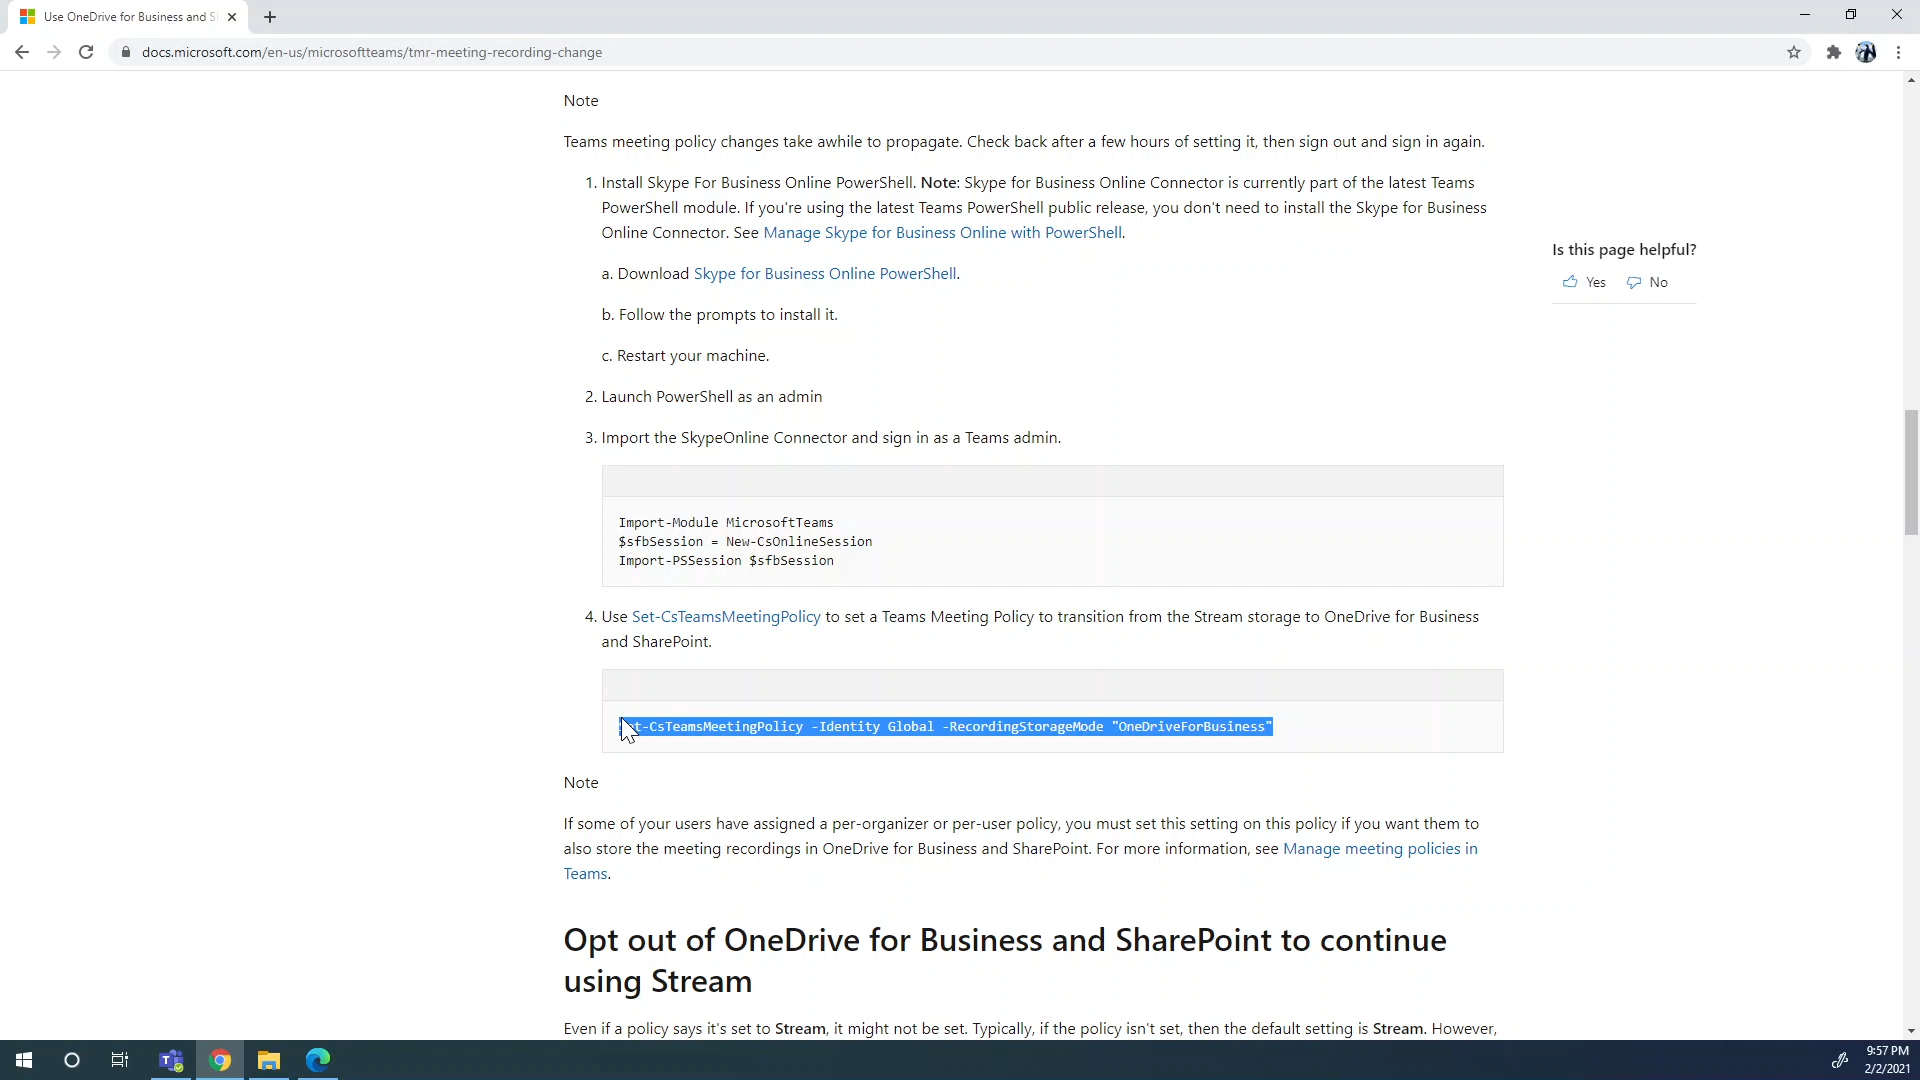 Use OneDrive for Business and S
docs.microsoft.com/en-us/microsoftteams/tmr-meeting-recording-change
Note
Teams meeting policy changes take awhile to propagate. Check back after a few hours of setting it, then sign out and sign in again.
1. Install Skype For Business Online PowerShell. Note: Skype for Business Online Connector is currently part of the latest Teams
PowerShell module. If you're using the latest Teams PowerShell public release, you don't need to install the Skype for Business
Online Connector. See Manage Skype for Business Online with PowerShell.
a. Download Skype for Business Online PowerShell.
b. Follow the prompts to install it.
c. Restart your machine.
2. Launch PowerShell as an admin
3. Import the SkypeOnline Connector and sign in as a Teams admin.
Import-Module MicrosoftTeams
$sfbSession = New-CsOnlineSession
Import-PSSession $sfbSession
4. Use Set-CsTeamsMeetingPolicy to set a Teams Meeting Policy to transition from the Stream storage to OneDrive for Business
and SharePoint.
Set-CsTeamsMeetingPolicy -Identity Global -RecordingStorageMode "OneDriveForBusiness"
Note
If some of your users have assigned a per-organizer or per-user policy, you must set this setting on this policy if you want them to
also store the meeting recordings in OneDrive for Business and SharePoint. For more information, see Manage meeting policies in
Teams.
Opt out of OneDrive for Business and SharePoint to continue
using Stream
Even if a policy says it's set to Stream, it might not be set. Typically, if the policy isn't set, then the default setting is Stream. However,
Is this page helpful?
Yes No
9:57 PM
2/2/2021